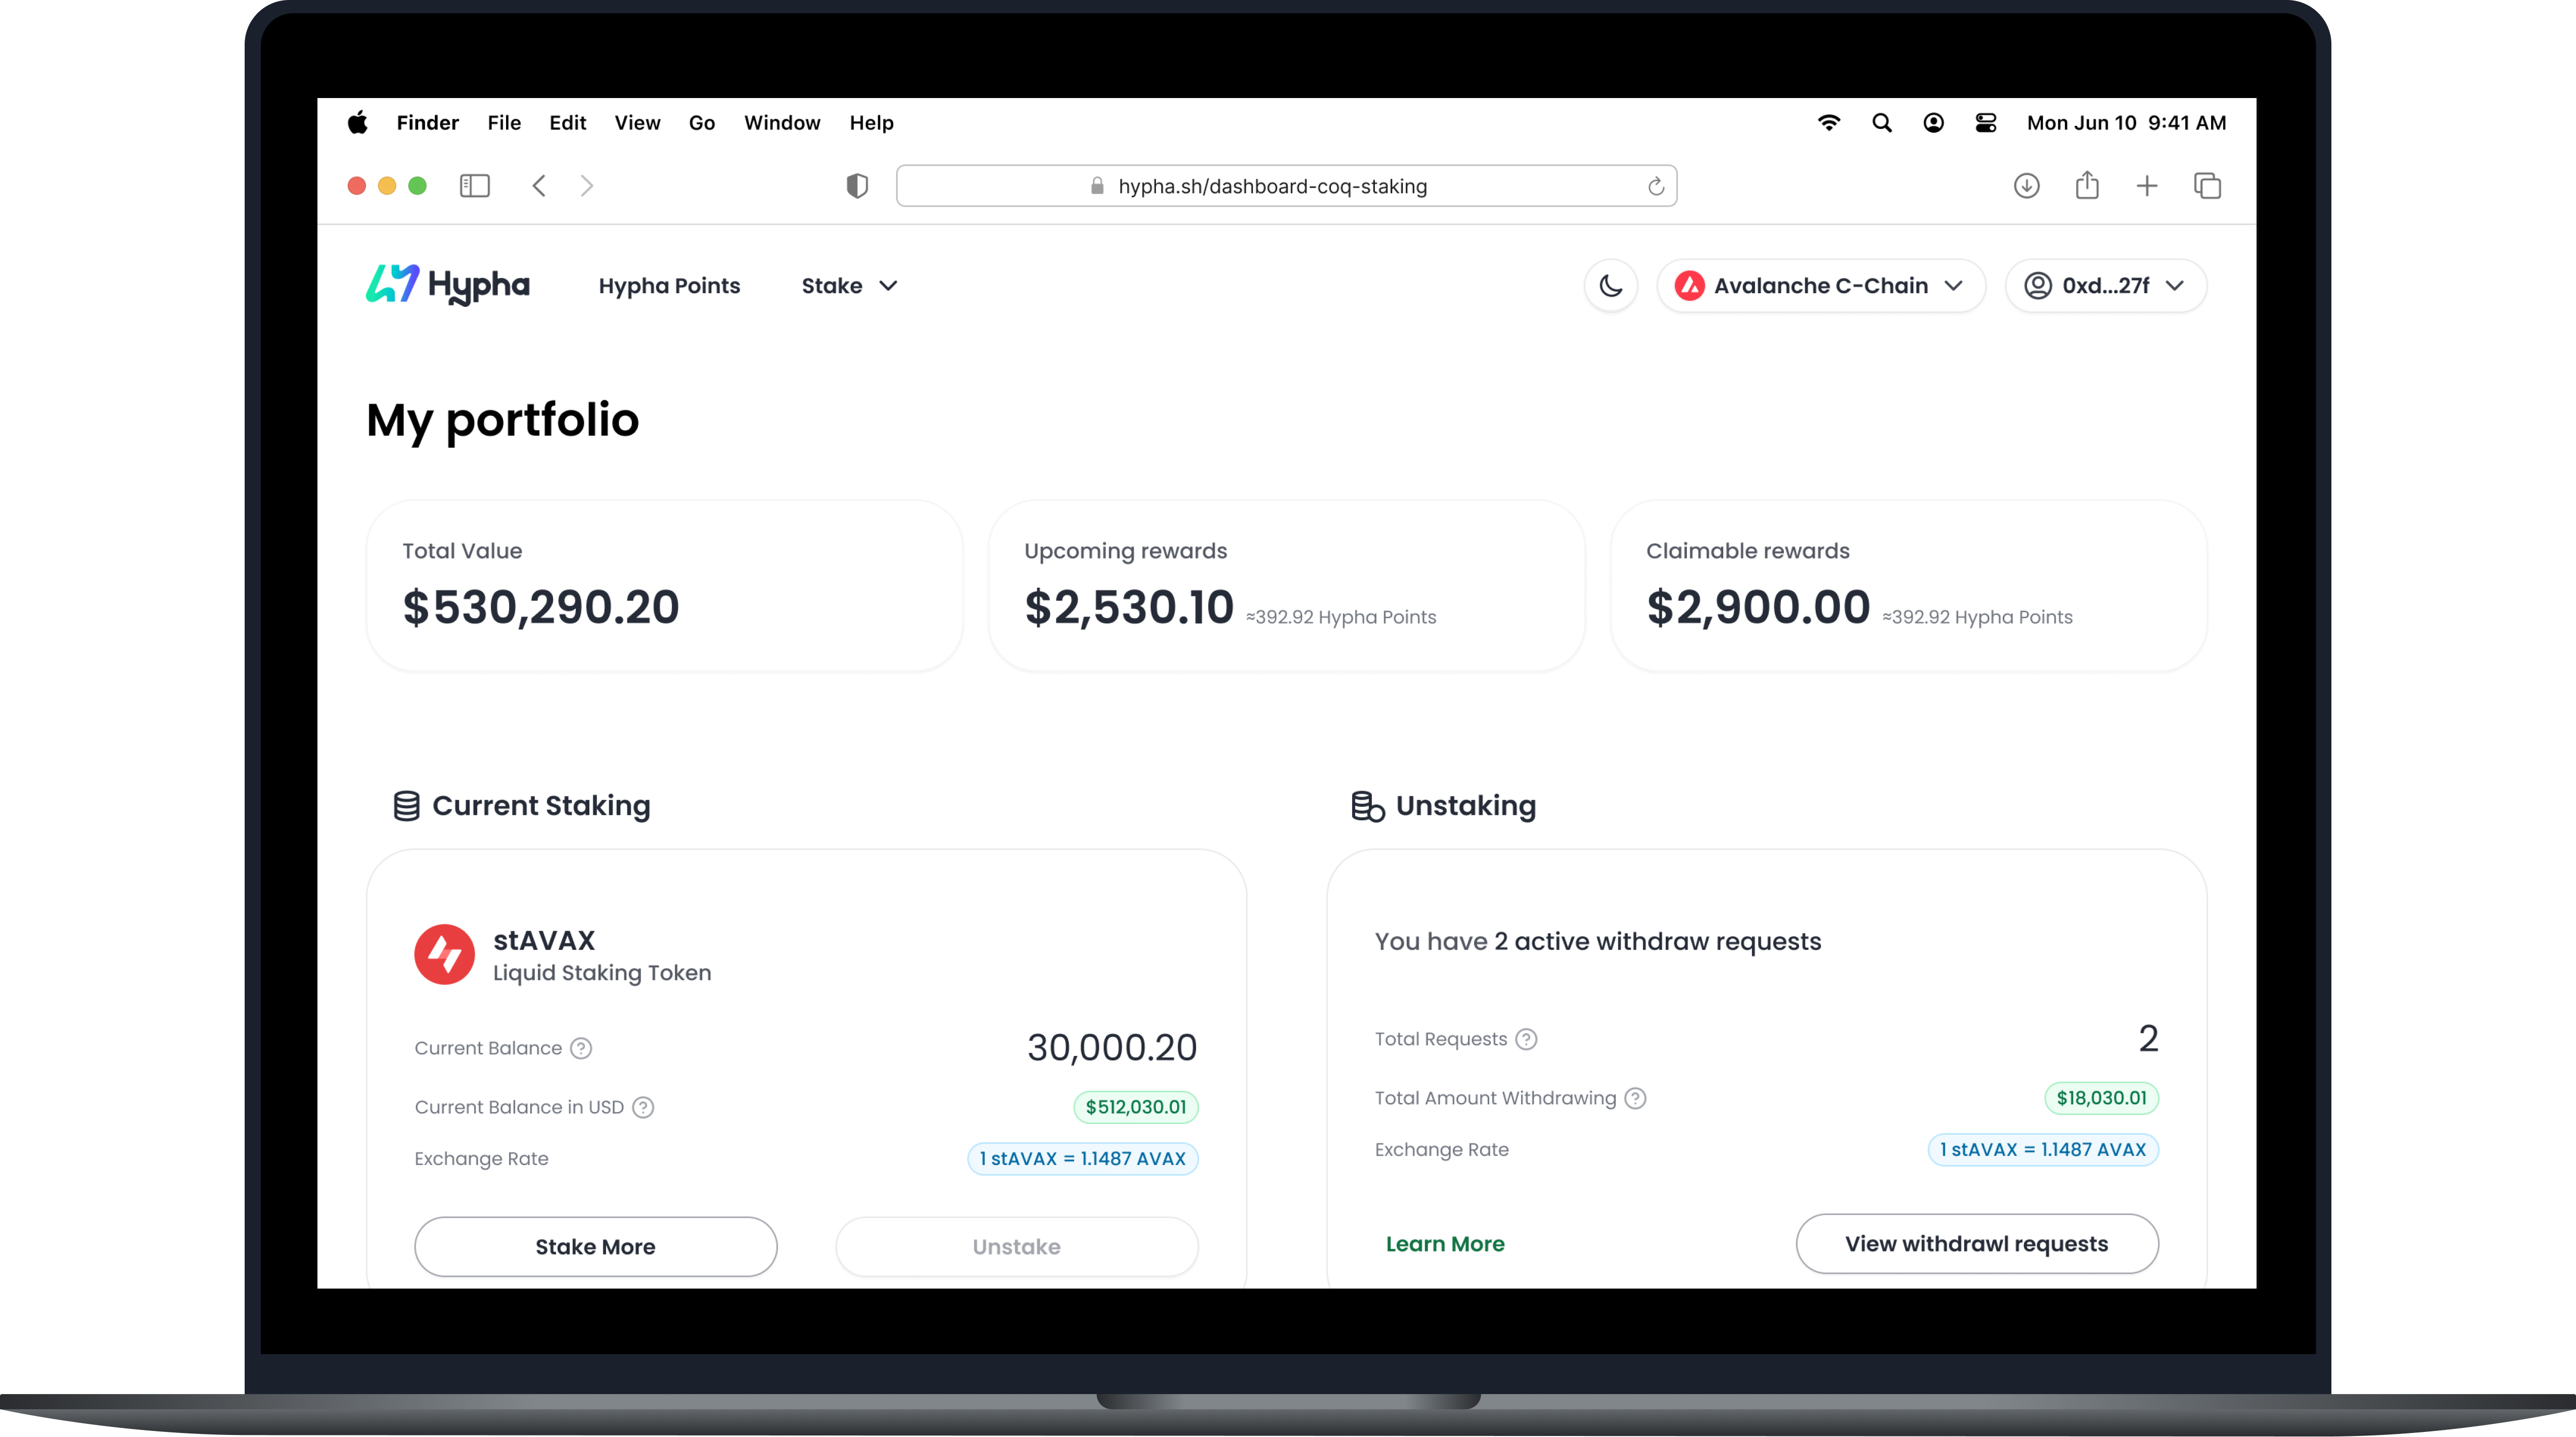 Finder File Edit View Go Window Help Mon Jun 10 9:41 AM
hypha.sh/dashboard-coq-staking
Hypha Hypha Points Stake Avalanche C-Chain 0xd...27f
My portfolio
Total Value
$530,290.20
Upcoming rewards
$2,530.10 ≈392.92 Hypha Points
Claimable rewards
$2,900.00 ≈392.92 Hypha Points
Current Staking
stAVAX
Liquid Staking Token
Current Balance ? 30,000.20
Current Balance in USD ? $512,030.01
Exchange Rate 1 stAVAX = 1.1487 AVAX
Stake More Unstake
Unstaking
You have 2 active withdraw requests
Total Requests ? 2
Total Amount Withdrawing ? $18,030.01
Exchange Rate 1 stAVAX = 1.1487 AVAX
Learn More View withdrawl requests